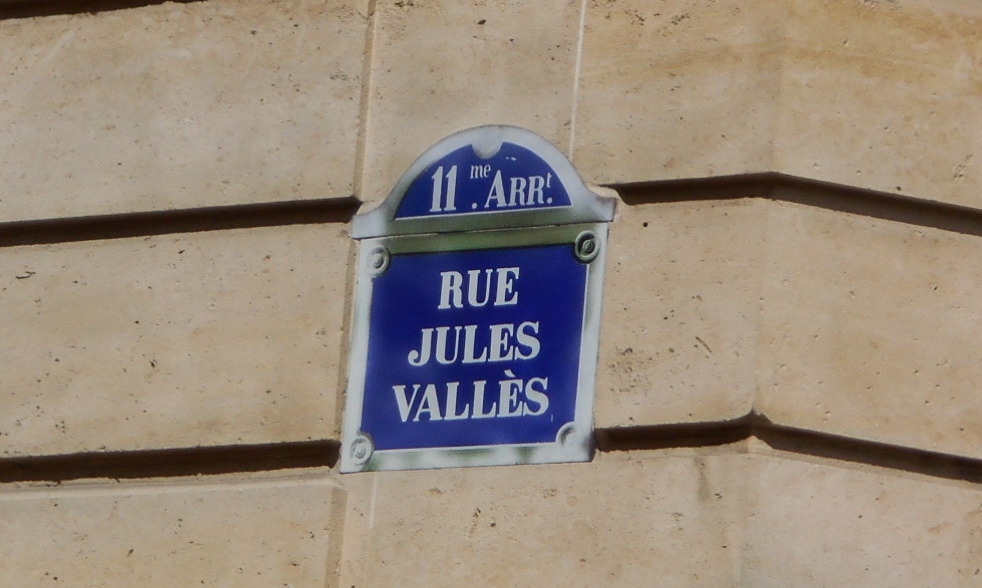 11me. ARRt.
RUE
JULES
VALLÈS